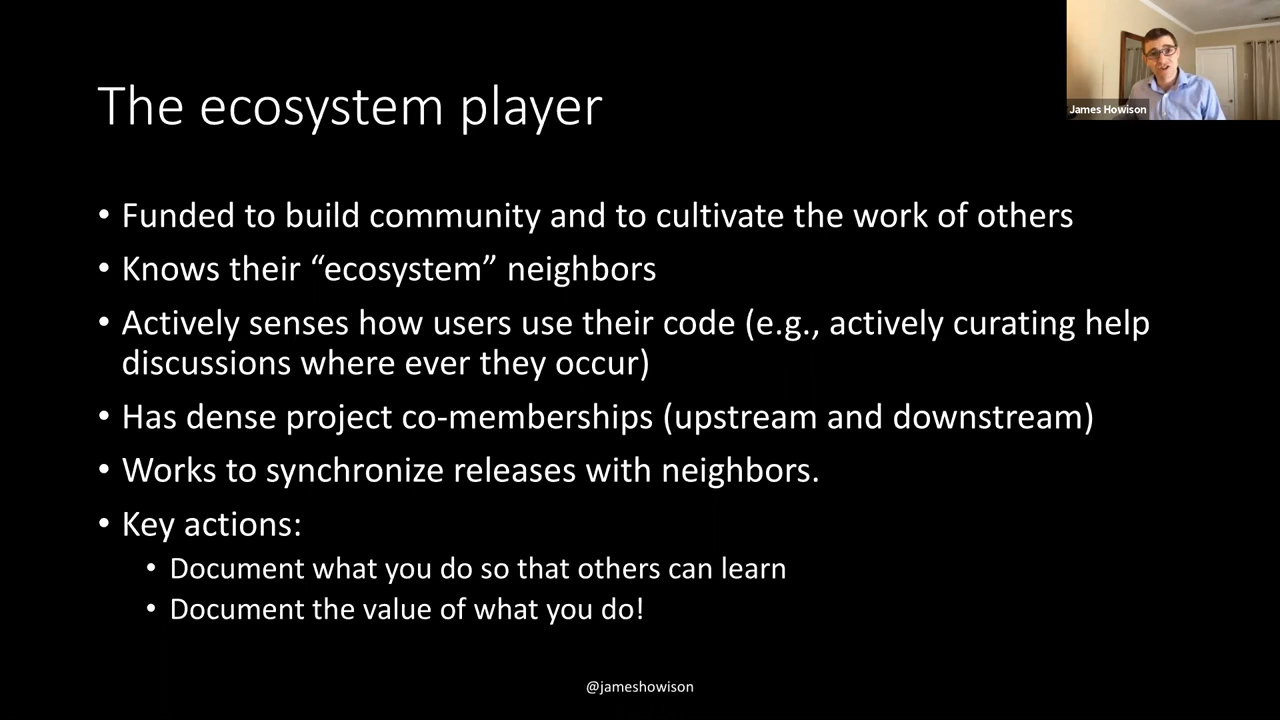 The ecosystem player
James Howison
• Funded to build community and to cultivate the work of others
• Knows their “ecosystem” neighbors
• Actively senses how users use their code (e.g., actively curating help
discussions where ever they occur)
• Has dense project co-memberships (upstream and downstream)
• Works to synchronize releases with neighbors.
• Key actions:
• Document what you do so that others can learn
• Document the value of what you do!
@jameshowison